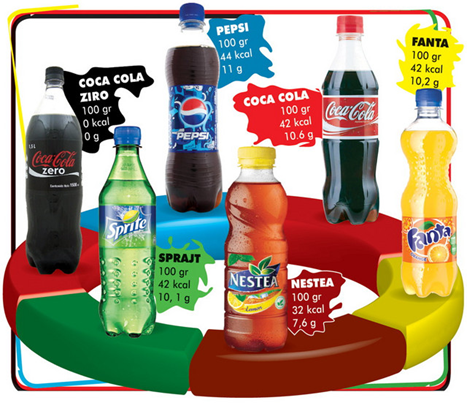 PEPSI
100 gr
44 kcal
11 g
FANTA
100 gr
42 kcal
10,2 g
COCA COLA
ZIRO
100 gr
0 kcal
0 g
COCA COLA
100 gr
42 kcal
10.6 g
PEPSI
Coca-Cola
Coca-Cola
zero
Sprite
Fanta
SPRAJT
100 gr
42 kcal
10, 1 g
NESTEA
Lemon
NESTEA
100 gr
32 kcal
7,6 g